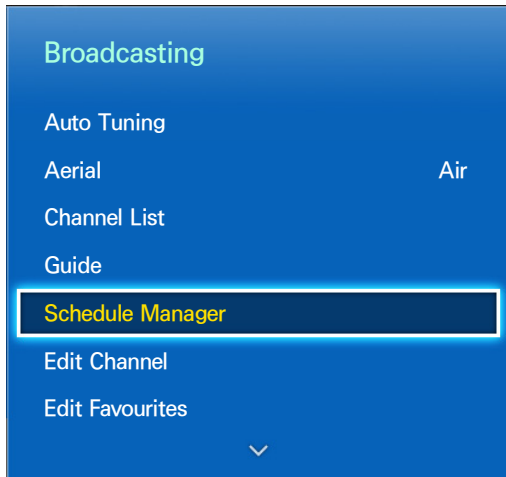 Broadcasting
Auto Tuning
Aerial Air
Channel List
Guide
Schedule Manager
Edit Channel
Edit Favourites